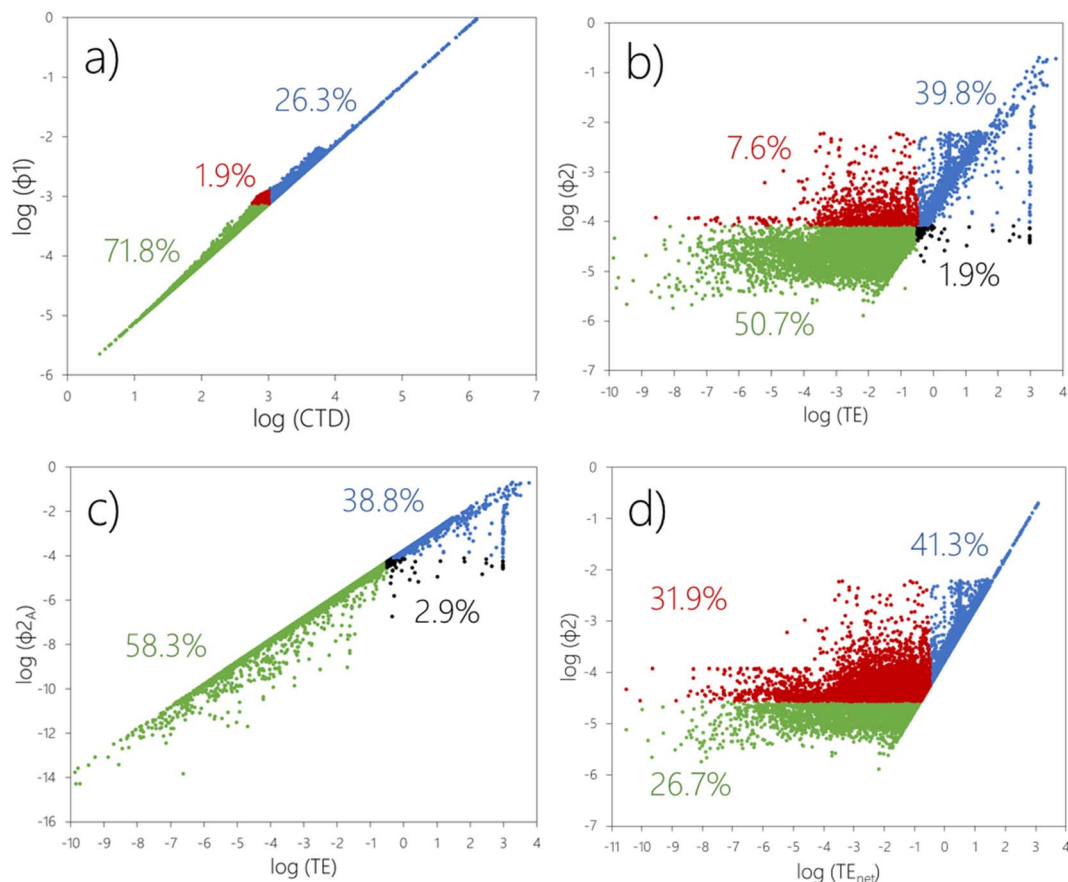 a)
log (ϕ1)
0
-1
-2
-3
-4
-5
-6
26.3%
1.9%
71.8%
0 1 2 3 4 5 6 7
log (CTD)
b)
log (ϕ2)
0
-1
-2
-3
-4
-5
-6
-7
39.8%
7.6%
1.9%
50.7%
-10 -9 -8 -7 -6 -5 -4 -3 -2 -1 0 1 2 3 4
log (TE)
c)
log (ϕ2A)
0
-2
-4
-6
-8
-10
-12
-14
-16
38.8%
2.9%
58.3%
-10 -9 -8 -7 -6 -5 -4 -3 -2 -1 0 1 2 3 4
log (TE)
d)
log (ϕ2)
0
-1
-2
-3
-4
-5
-6
-7
41.3%
31.9%
26.7%
-11 -10 -9 -8 -7 -6 -5 -4 -3 -2 -1 0 1 2 3 4
log (TEnet)